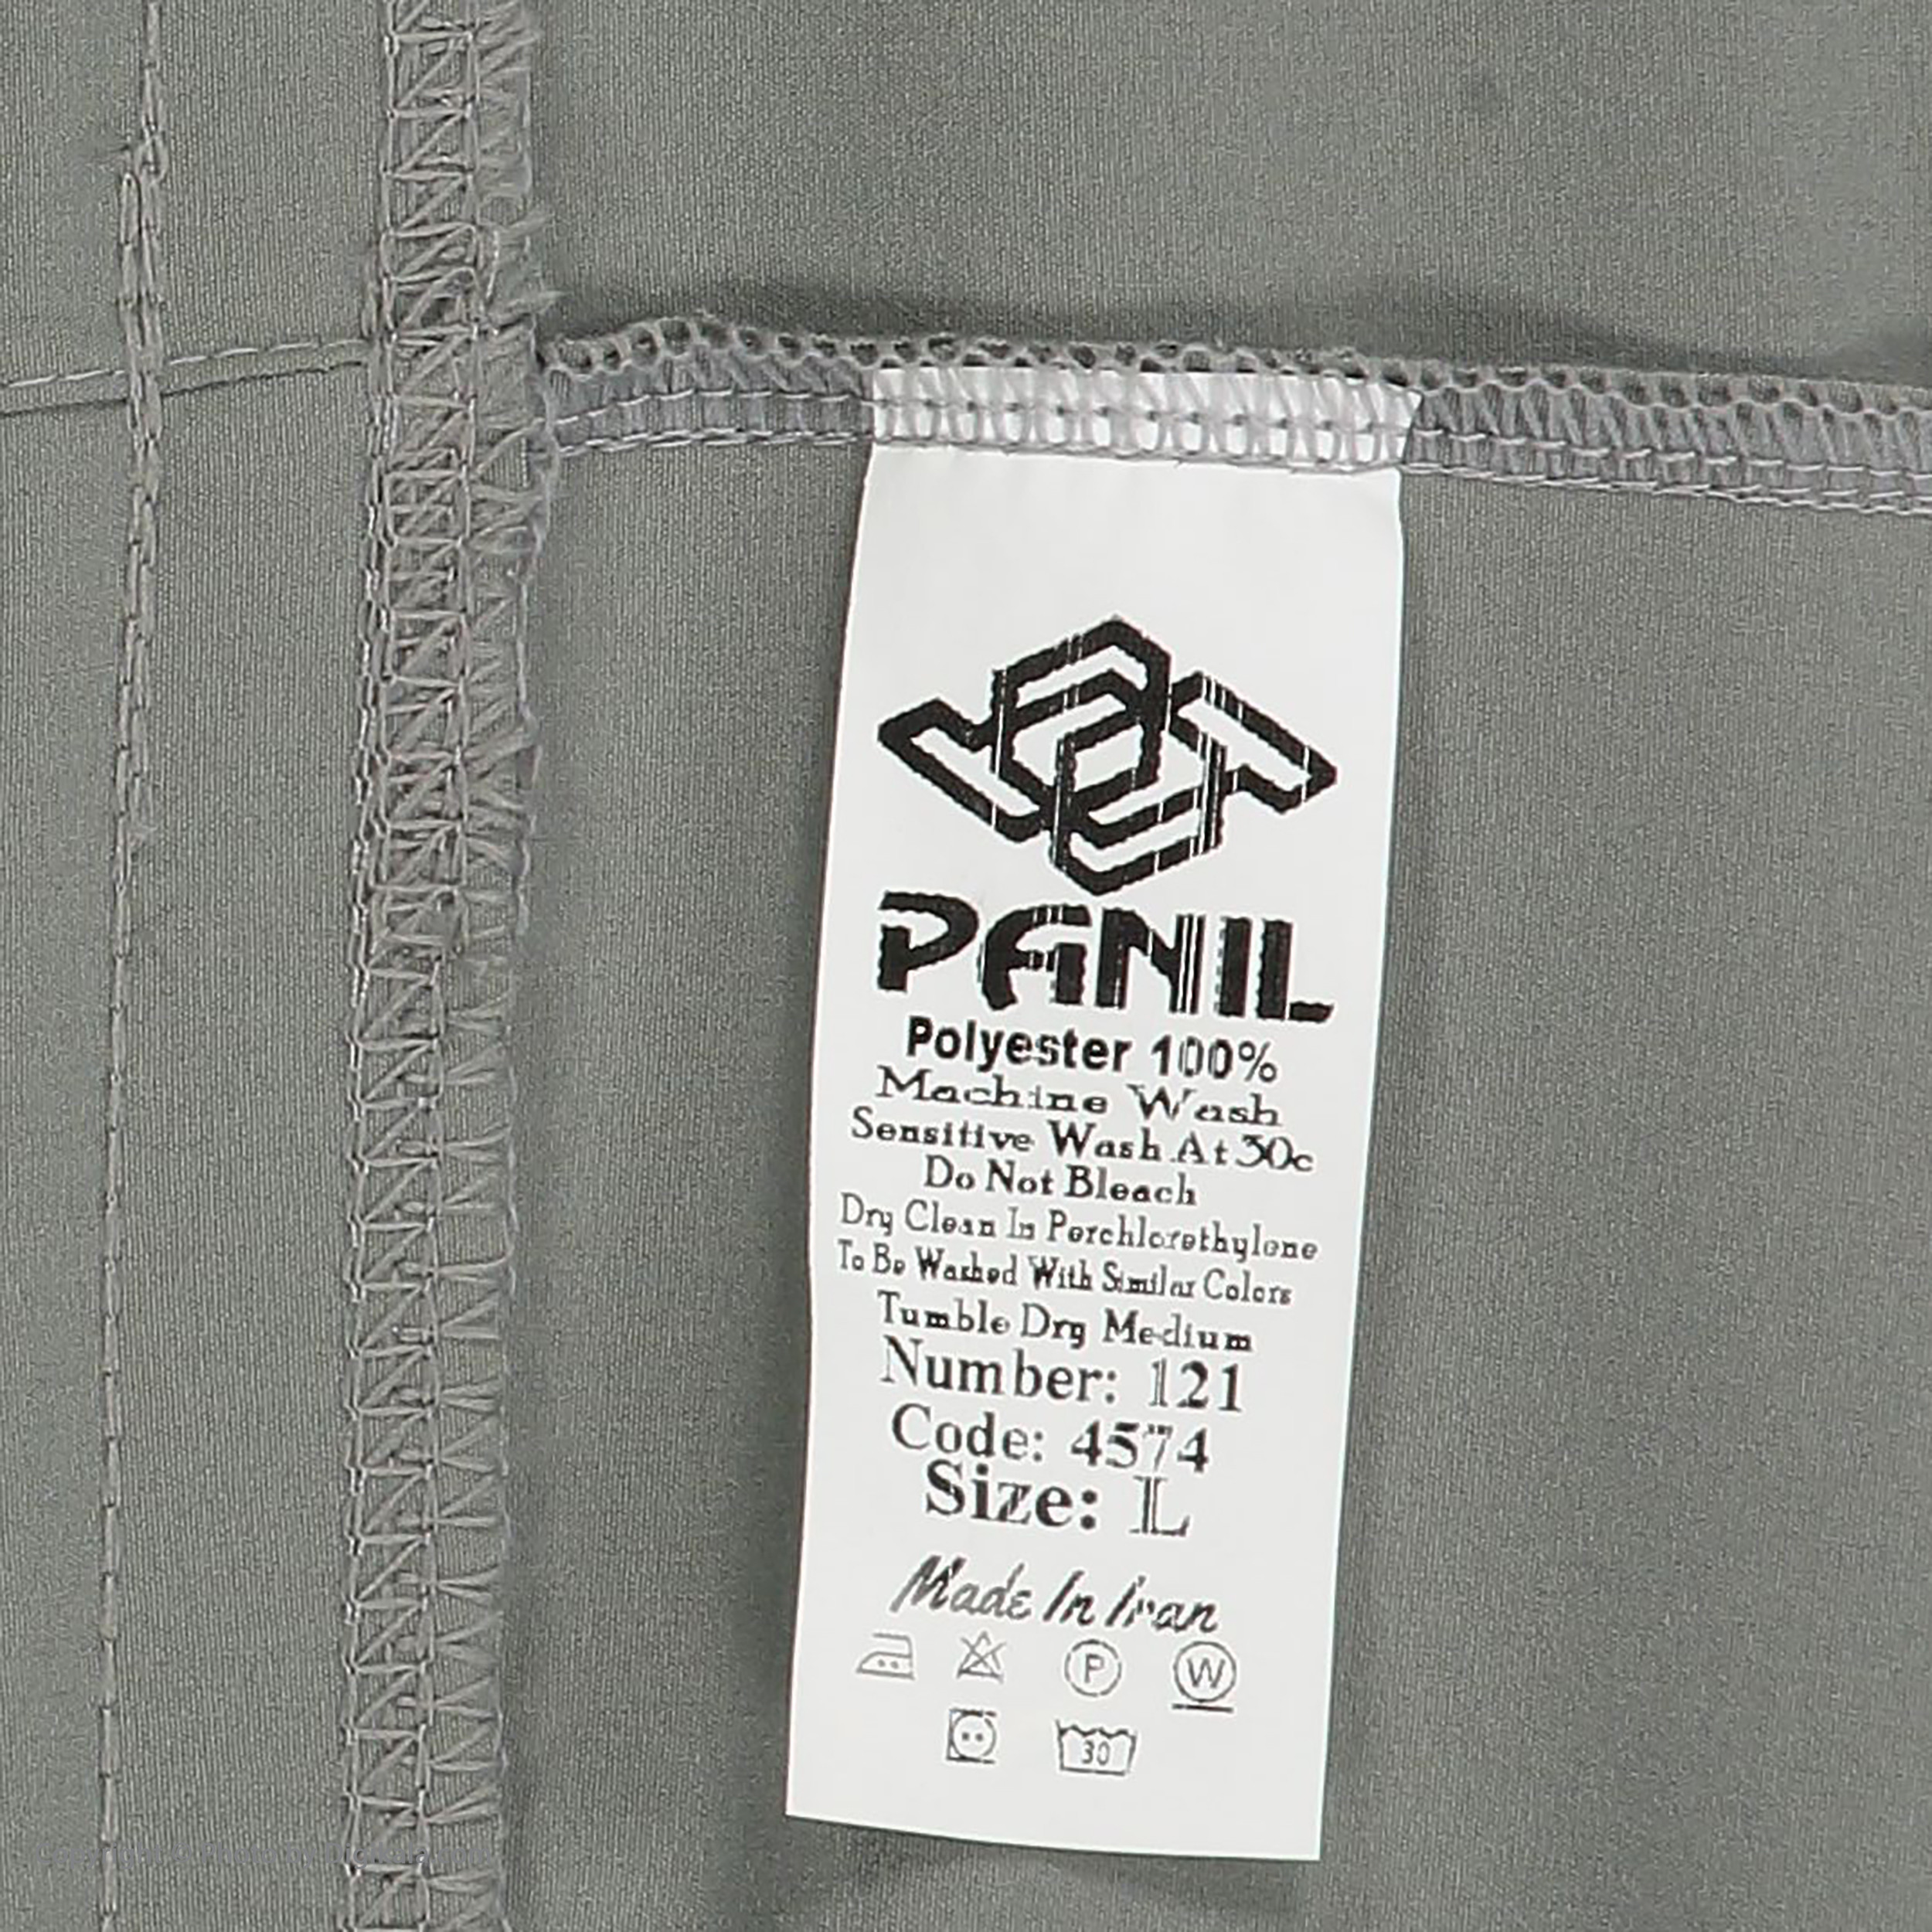 PANIL
Polyester 100%
Machine Wash
Sensitive Wash At 30c
Do Not Bleach
Dry Clean In Perchlorethylene
To Be Washed With Similar Colors
Tumble Dry Medium
Number: 121
Code: 4574
Size: L
Made In Iran
P W
30